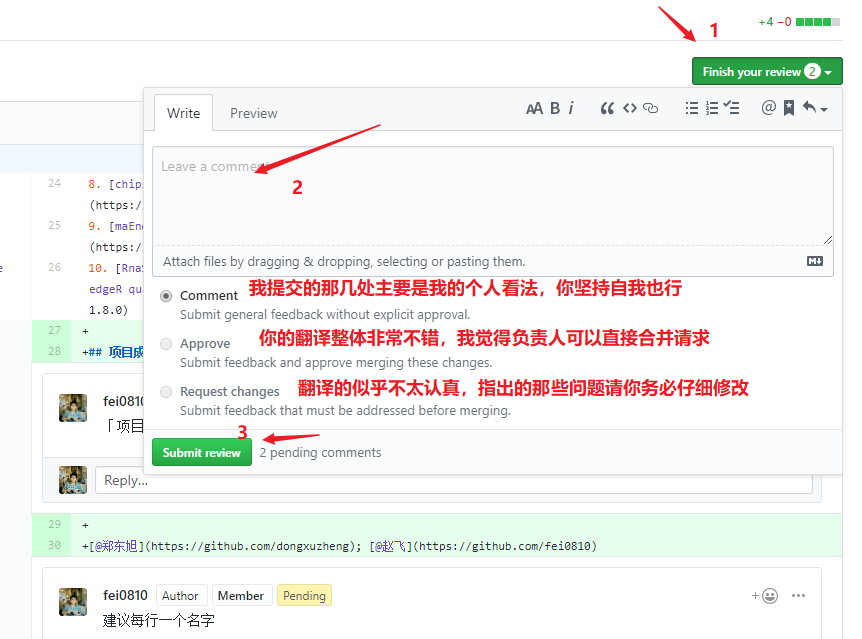 1
+4 −0
Finish your review 2
Write
Preview
AA B i
Leave a comment
2
Attach files by dragging & dropping, selecting or pasting them.
24 8. [chips
(https:/
25 9. [maEnd
(https:/
26 10. [RnaS
edgeR qua
1.8.0)
Comment 我提交的那几处主要是我的个人看法，你坚持自我也行
Submit general feedback without explicit approval.
Approve 你的翻译整体非常不错，我觉得负责人可以直接合并请求
Submit feedback and approve merging these changes.
Request changes 翻译的似乎不太认真，指出的那些问题请你务必仔细修改
Submit feedback that must be addressed before merging.
27 +
28 +## 项目成
fei0810
「项目
3
Submit review 2 pending comments
Reply...
29 +
30 +[@郑东旭](https://github.com/dongxuzheng); [@赵飞](https://github.com/fei0810)
fei0810 Author Member Pending
建议每行一个名字